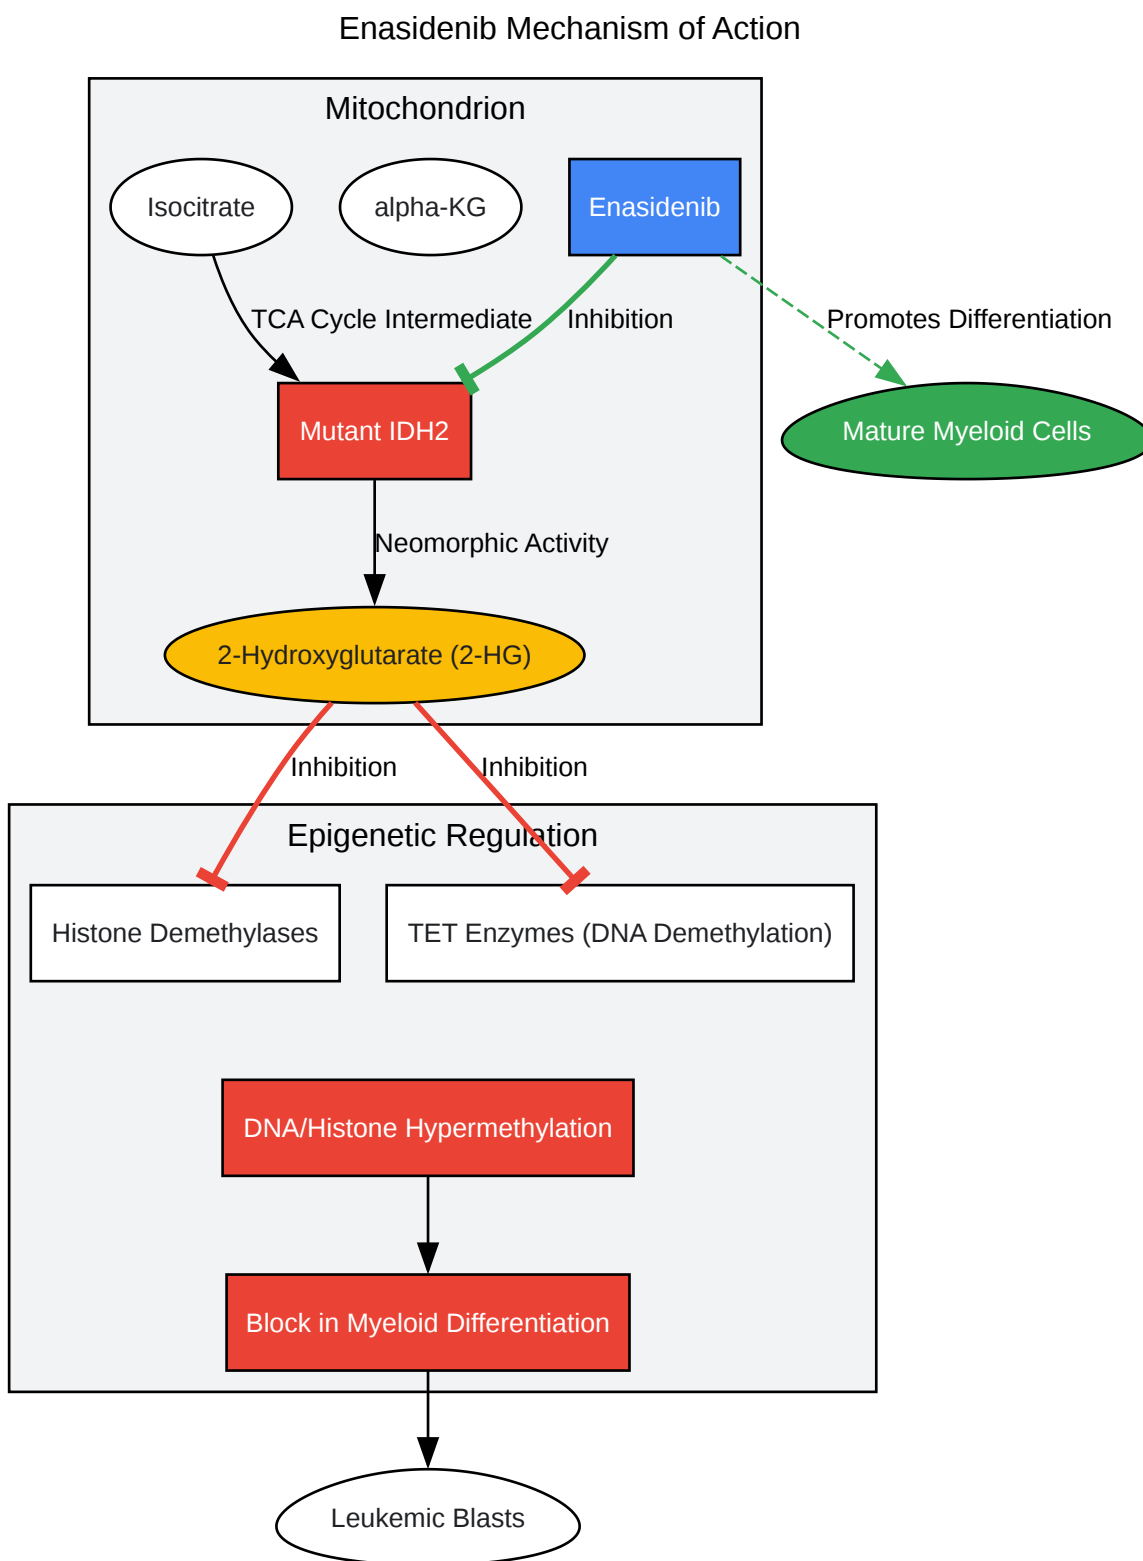 Enasidenib Mechanism of Action
Mitochondrion
Isocitrate
alpha-KG
Enasidenib
TCA Cycle Intermediate
Inhibition
Promotes Differentiation
Mutant IDH2
Mature Myeloid Cells
Neomorphic Activity
2-Hydroxyglutarate (2-HG)
Inhibition
Inhibition
Epigenetic Regulation
Histone Demethylases
TET Enzymes (DNA Demethylation)
DNA/Histone Hypermethylation
Block in Myeloid Differentiation
Leukemic Blasts